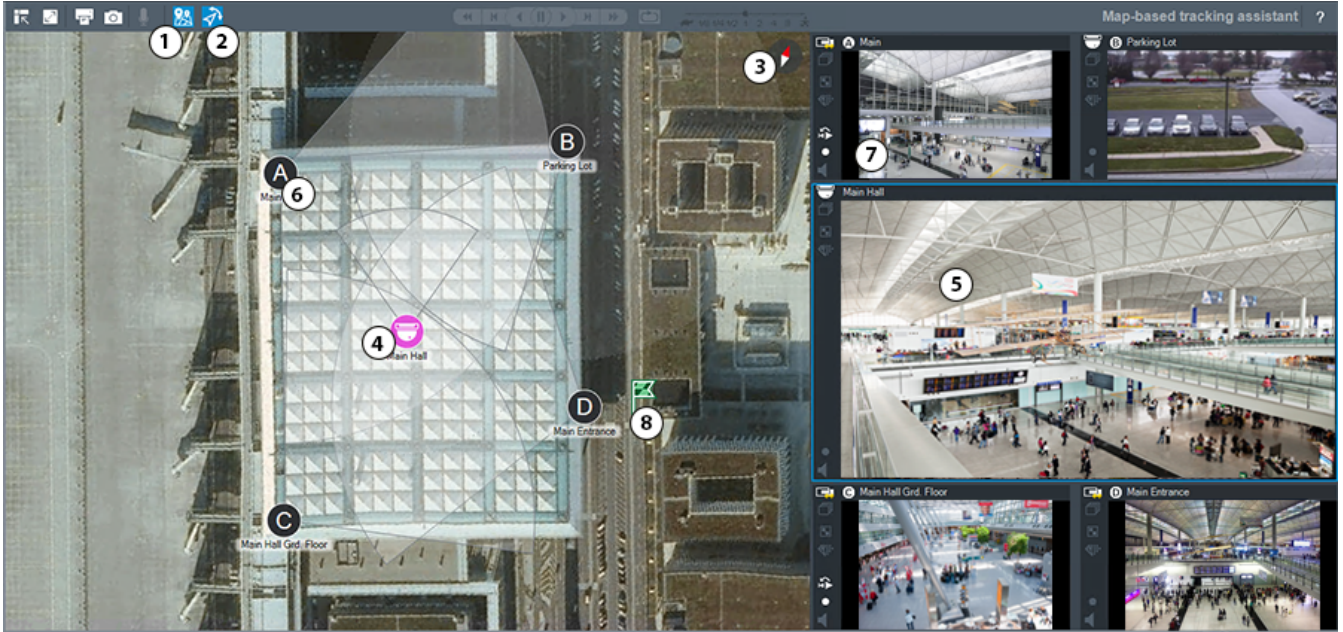 Map-based tracking assistant ?
1
2
3
A
Main
6
B
Parking Lot
4
Main Hall
D
Main Entrance
8
C
Main Hall Grd. Floor
A Main
7
B Parking Lot
Main Hall
5
C Main Hall Grd. Floor
D Main Entrance